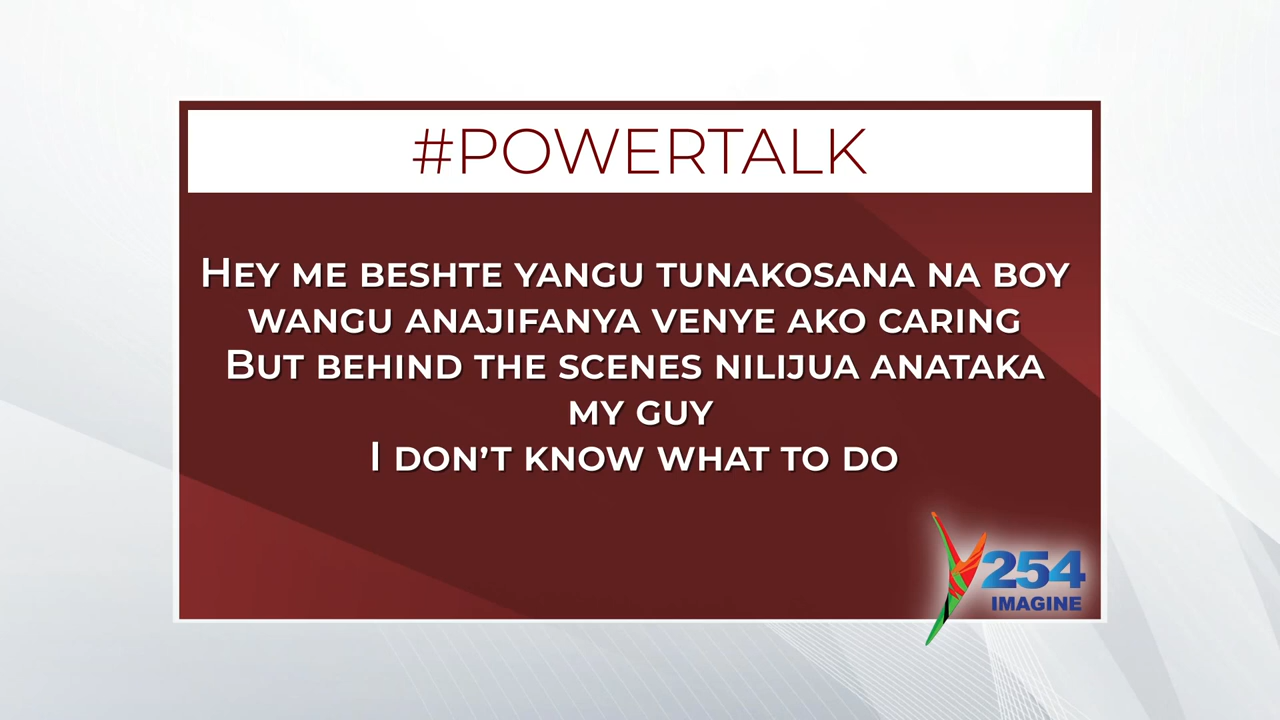 #POWERTALK
Hey me beshte yangu tunakosana na boy
wangu anajifanya venye ako caring
But behind the scenes nilijua anataka
my guy
I don't know what to do
Y254
IMAGINE